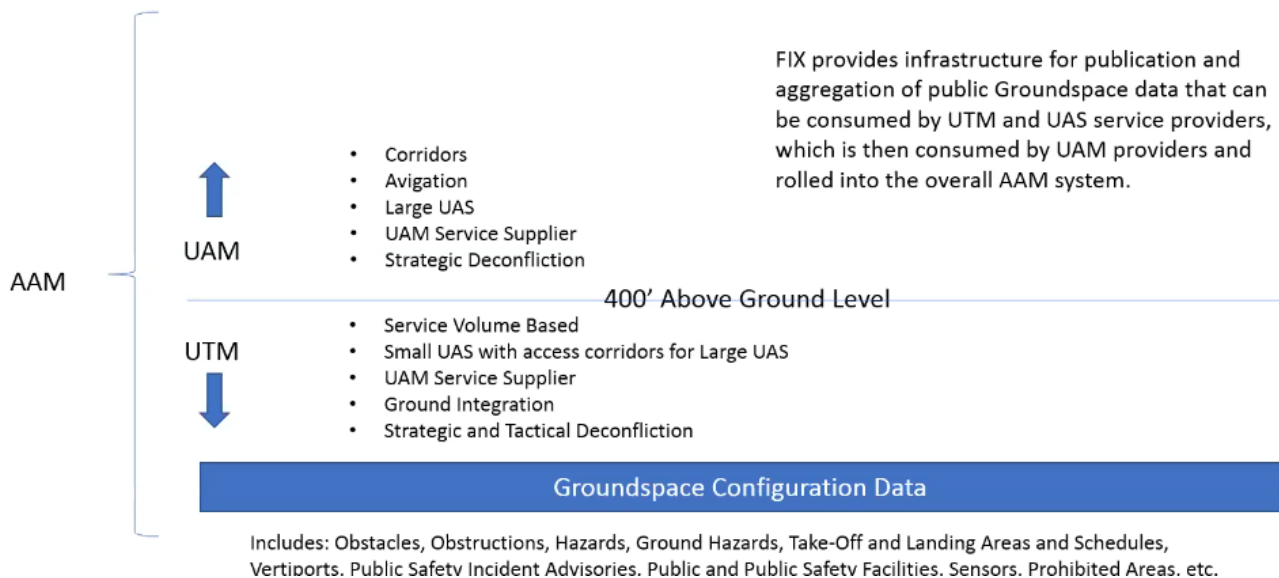 FIX provides infrastructure for publication and
aggregation of public Groundspace data that can
be consumed by UTM and UAS service providers,
which is then consumed by UAM providers and
rolled into the overall AAM system.
AAM
UAM
• Corridors
• Avigation
• Large UAS
• UAM Service Supplier
• Strategic Deconfliction
400' Above Ground Level
UTM
• Service Volume Based
• Small UAS with access corridors for Large UAS
• UAM Service Supplier
• Ground Integration
• Strategic and Tactical Deconfliction
Groundspace Configuration Data
Includes: Obstacles, Obstructions, Hazards, Ground Hazards, Take-Off and Landing Areas and Schedules,
Vertiports, Public Safety Incident Advisories, Public and Public Safety Facilities, Sensors, Prohibited Areas, etc.